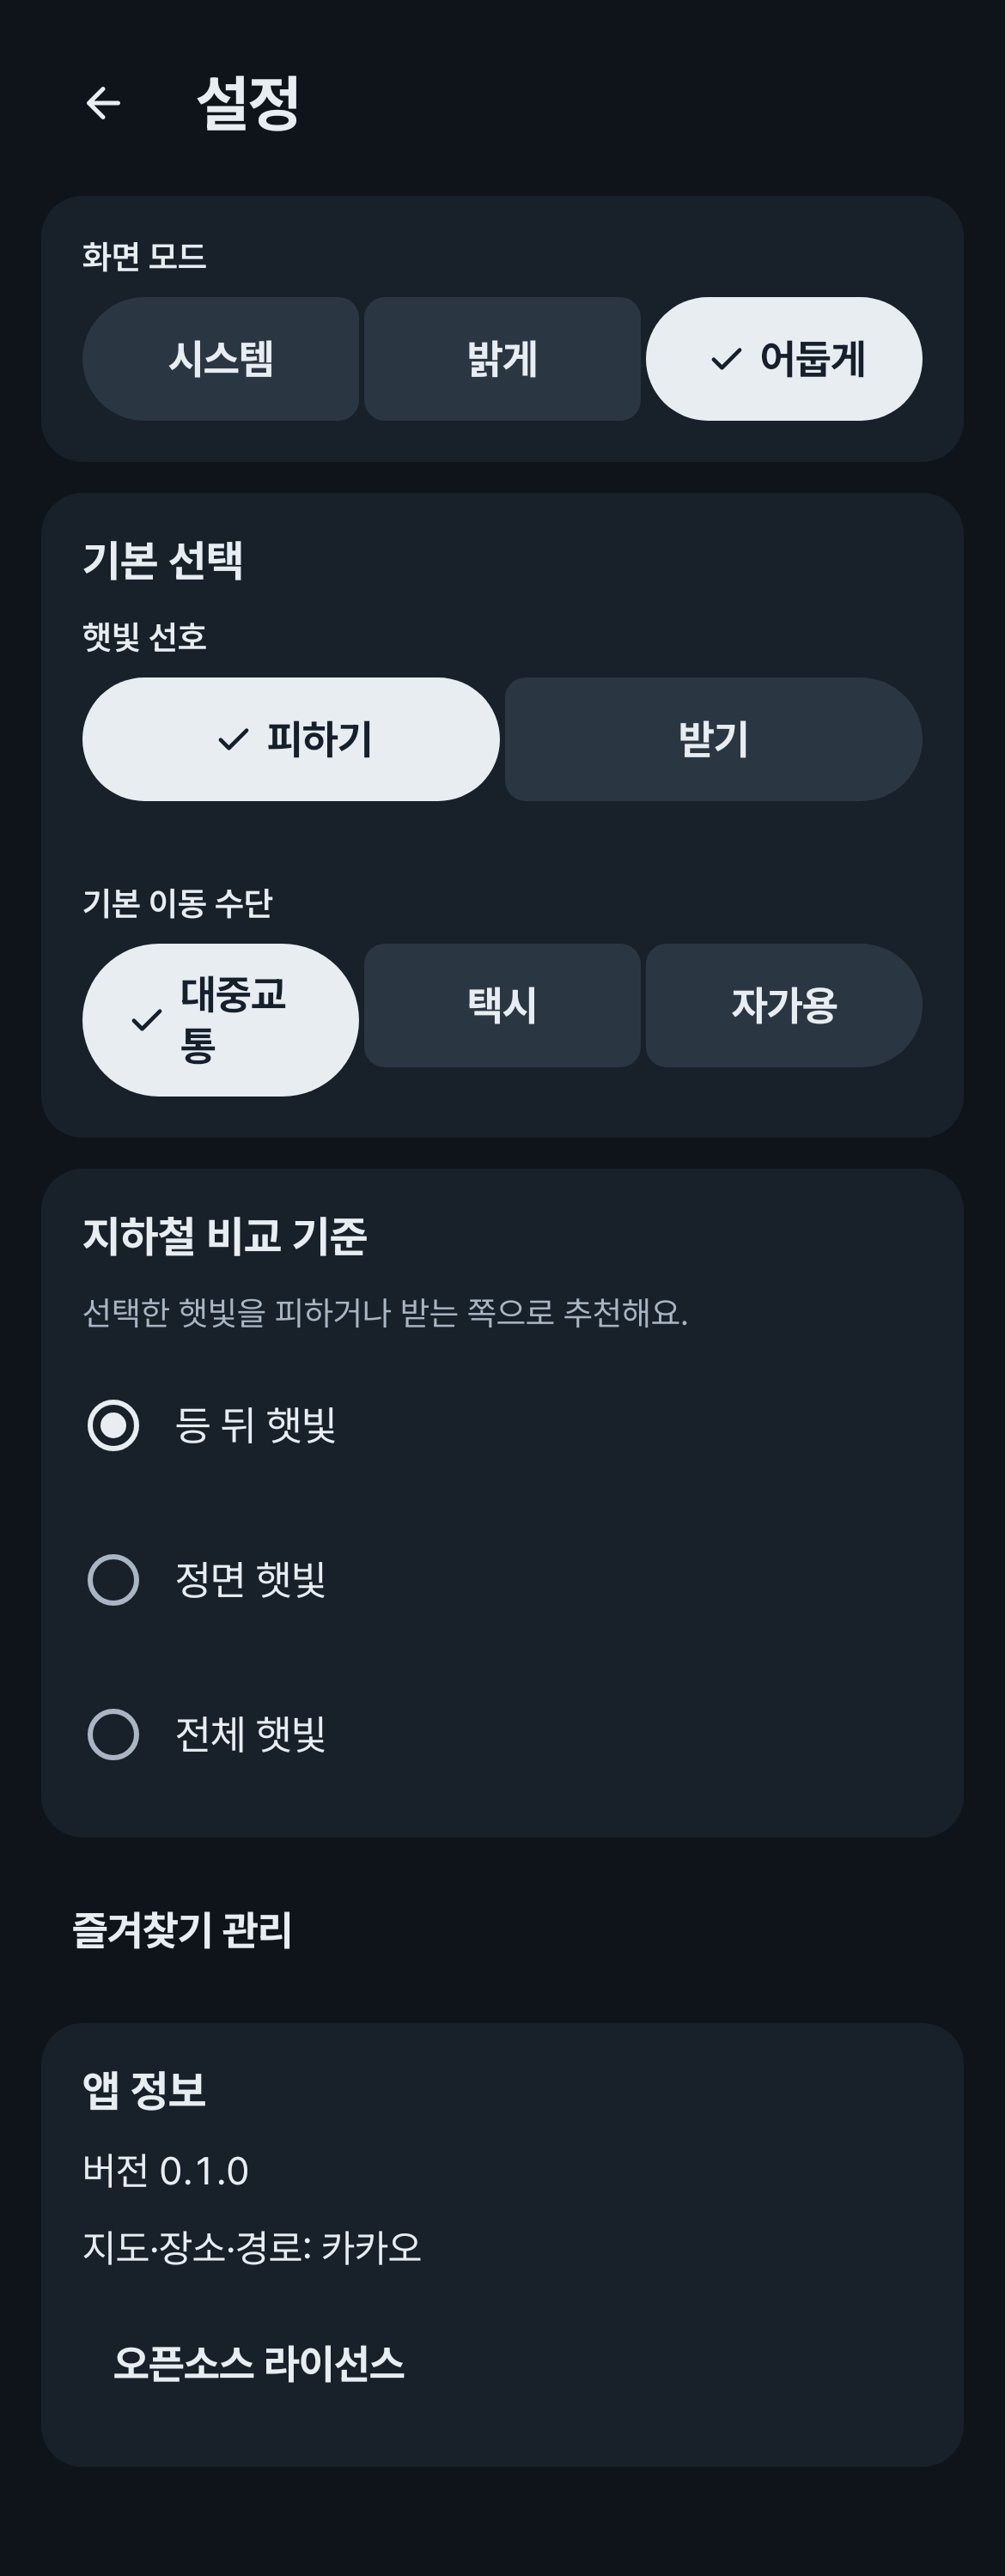 설정
화면 모드
시스템
밝게
어둡게
기본 선택
햇빛 선호
피하기
받기
기본 이동 수단
대중교
통
택시
자가용
지하철 비교 기준
선택한 햇빛을 피하거나 받는 쪽으로 추천해요.
등 뒤 햇빛
정면 햇빛
전체 햇빛
즐겨찾기 관리
앱 정보
버전 0.1.0
지도·장소·경로: 카카오
오픈소스 라이선스